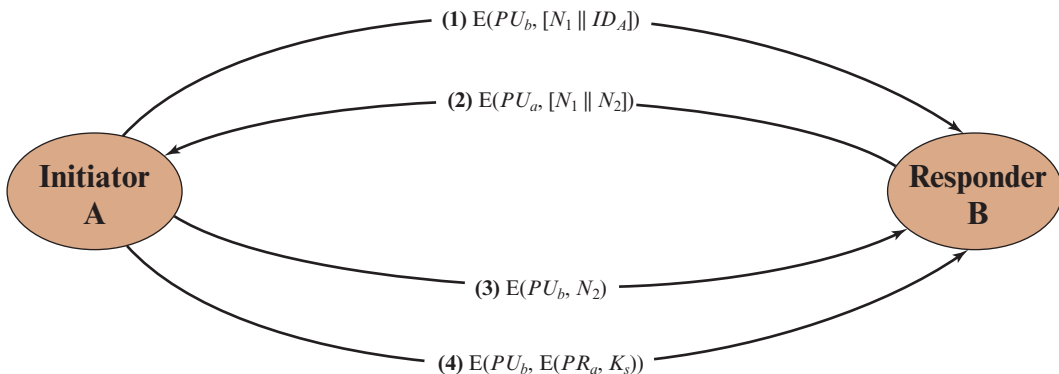 (1) E(PU_b, [N_1 || ID_A])
(2) E(PU_a, [N_1 || N_2])
Initiator
A
Responder
B
(3) E(PU_b, N_2)
(4) E(PU_b, E(PR_a, K_s))